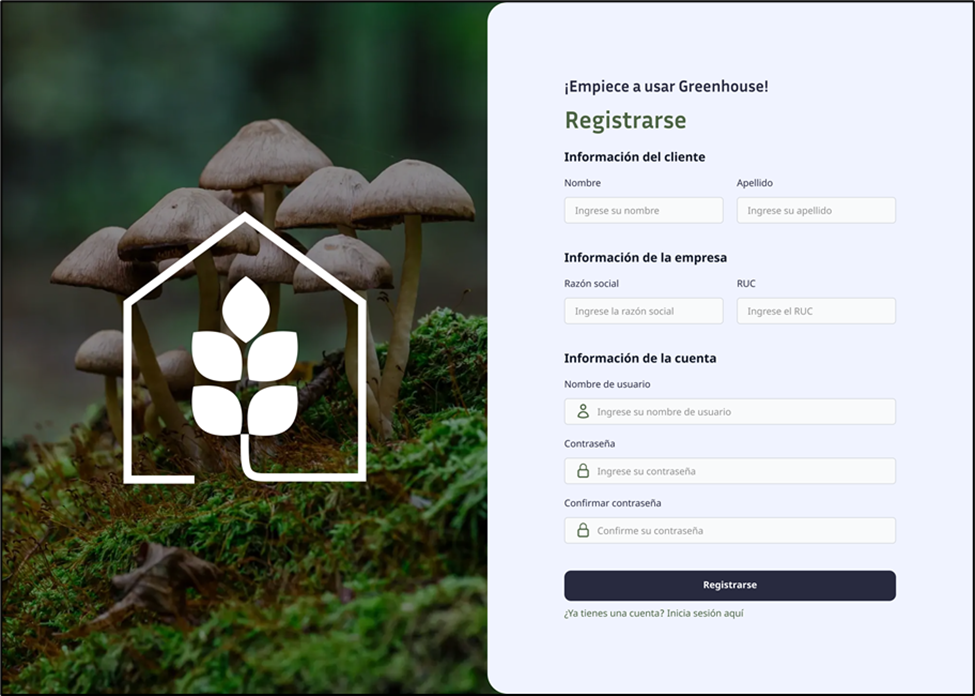 ¡Empiece a usar Greenhouse!
Registrarse
Información del cliente
Nombre Apellido
Ingrese su nombre Ingrese su apellido
Información de la empresa
Razón social RUC
Ingrese la razón social Ingrese el RUC
Información de la cuenta
Nombre de usuario
Ingrese su nombre de usuario
Contraseña
Ingrese su contraseña
Confirmar contraseña
Confirme su contraseña
Registrarse
¿Ya tienes una cuenta? Inicia sesión aquí